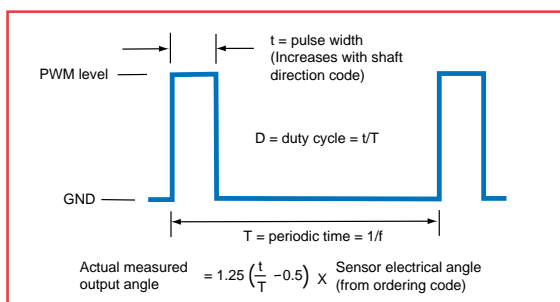 t = pulse width
(Increases with shaft
direction code)
PWM level
D = duty cycle = t/T
GND
T = periodic time = 1/f
Actual measured
output angle
= 1.25 (t/T -0.5) X
Sensor electrical angle
(from ordering code)